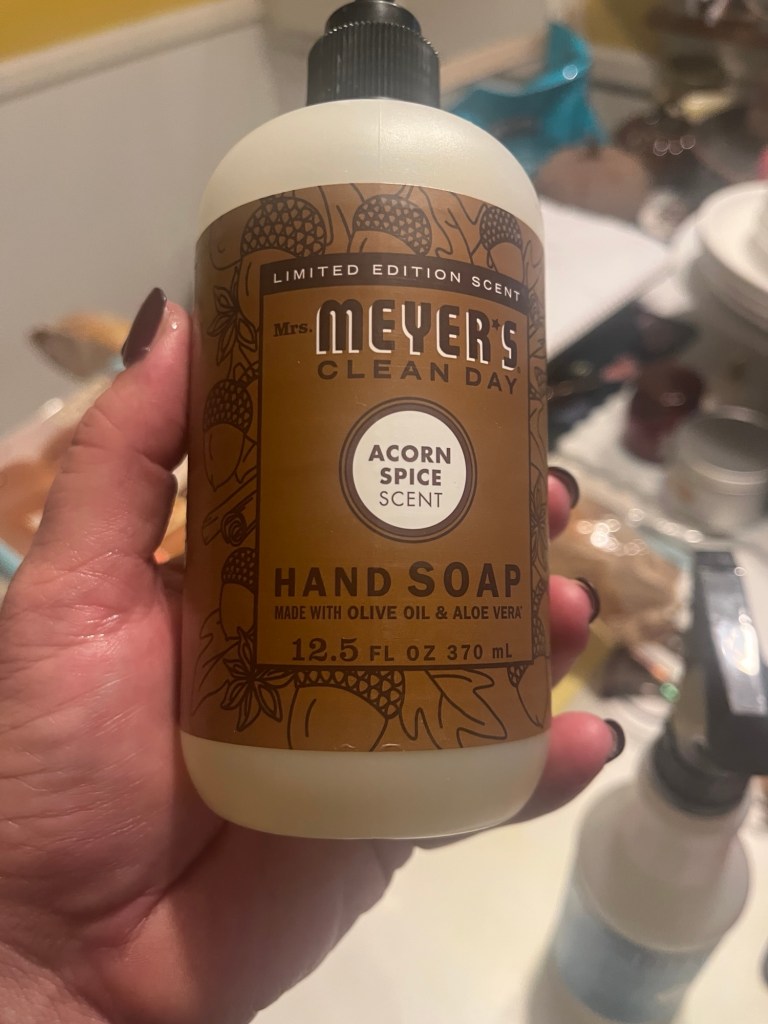 LIMITED EDITION SCENT
Mrs. MEYER'S
CLEAN DAY
ACORN
SPICE
SCENT
HAND SOAP
MADE WITH OLIVE OIL & ALOE VERA*
12.5 FL OZ 370 mL